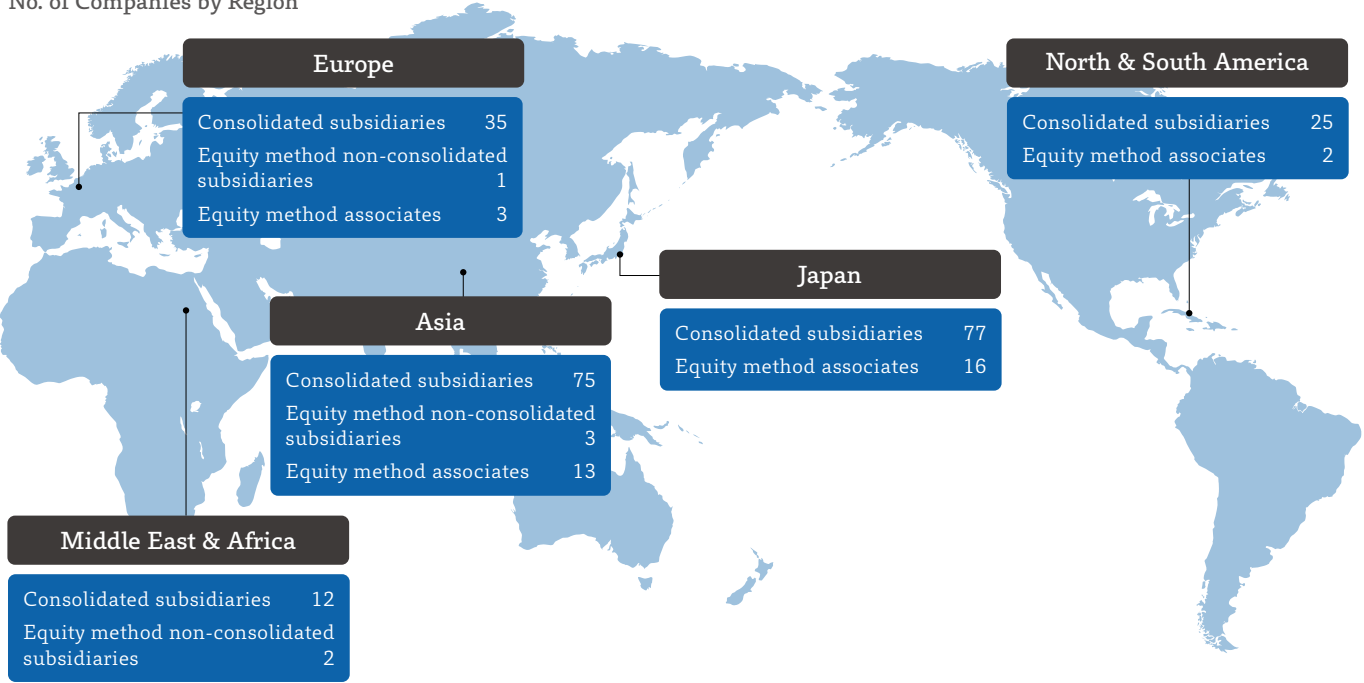 No. of Companies by Region
Europe
Consolidated subsidiaries 35
Equity method non-consolidated
subsidiaries 1
Equity method associates 3
North & South America
Consolidated subsidiaries 25
Equity method associates 2
Japan
Consolidated subsidiaries 77
Equity method associates 16
Asia
Consolidated subsidiaries 75
Equity method non-consolidated
subsidiaries 3
Equity method associates 13
Middle East & Africa
Consolidated subsidiaries 12
Equity method non-consolidated
subsidiaries 2